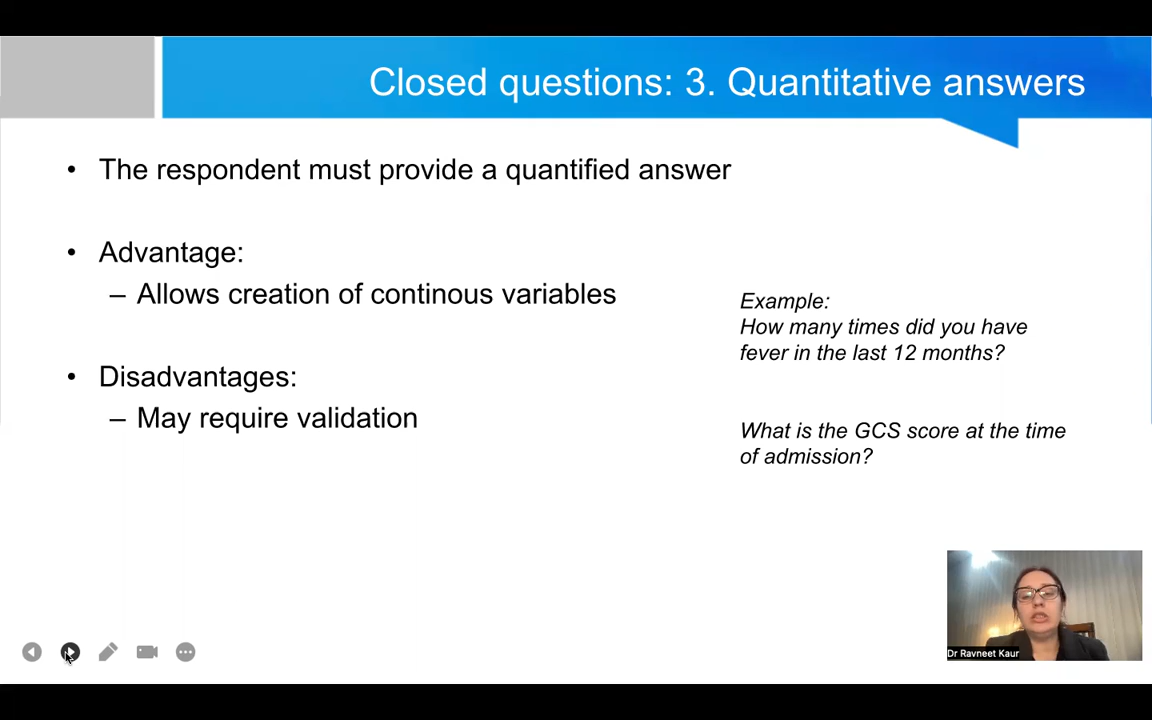 Closed questions: 3. Quantitative answers
• The respondent must provide a quantified answer
• Advantage:
– Allows creation of continous variables
• Disadvantages:
– May require validation
Example:
How many times did you have
fever in the last 12 months?
What is the GCS score at the time
of admission?
Dr Ravneet Kaur